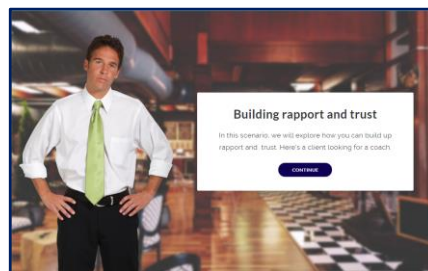 Building rapport and trust
In this scenario, we will explore how you can build up
rapport and trust. Here's a client looking for a coach.
CONTINUE